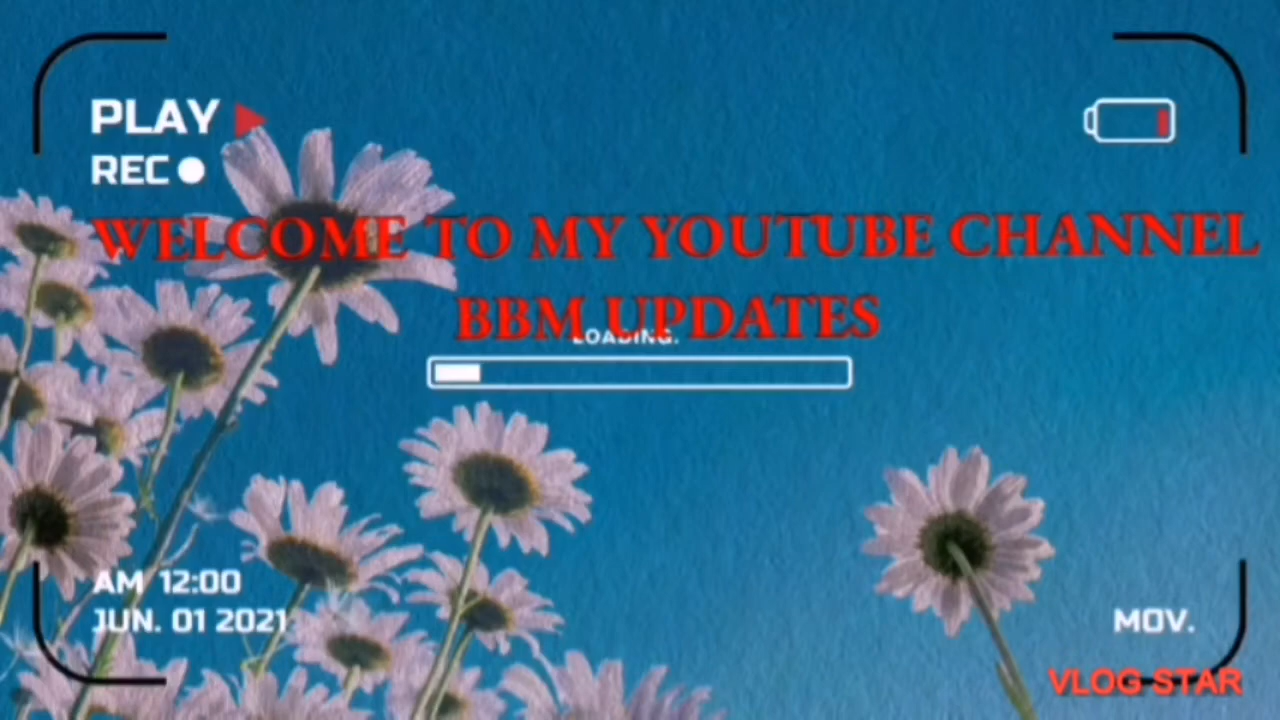 PLAY
REC
WELCOME TO MY YOUTUBE CHANNEL
BBM UPDATES
LOADING.
AM 12:00
JUN. 01 2021
MOV.
VLOG STAR